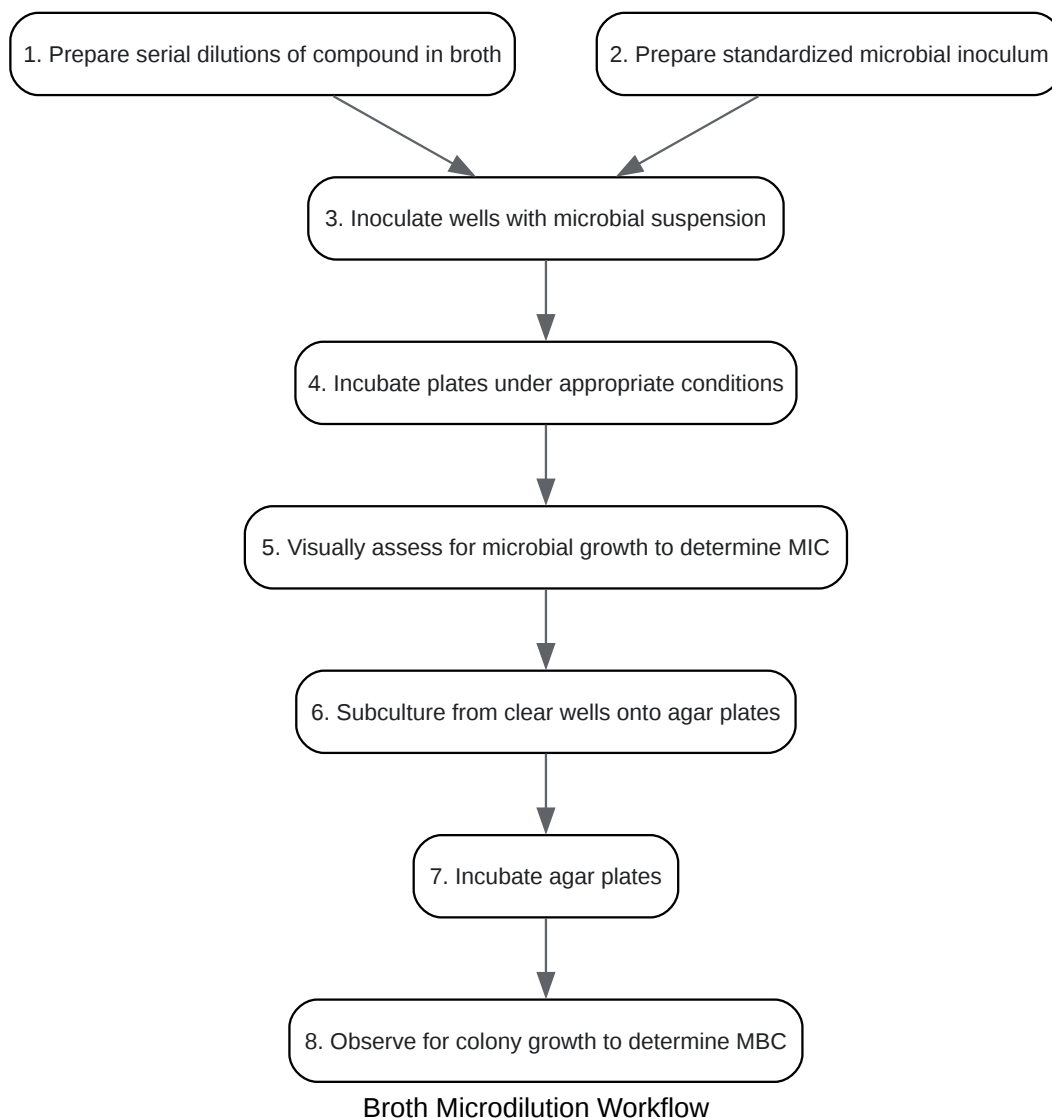 1. Prepare serial dilutions of compound in broth
2. Prepare standardized microbial inoculum
3. Inoculate wells with microbial suspension
4. Incubate plates under appropriate conditions
5. Visually assess for microbial growth to determine MIC
6. Subculture from clear wells onto agar plates
7. Incubate agar plates
8. Observe for colony growth to determine MBC
Broth Microdilution Workflow